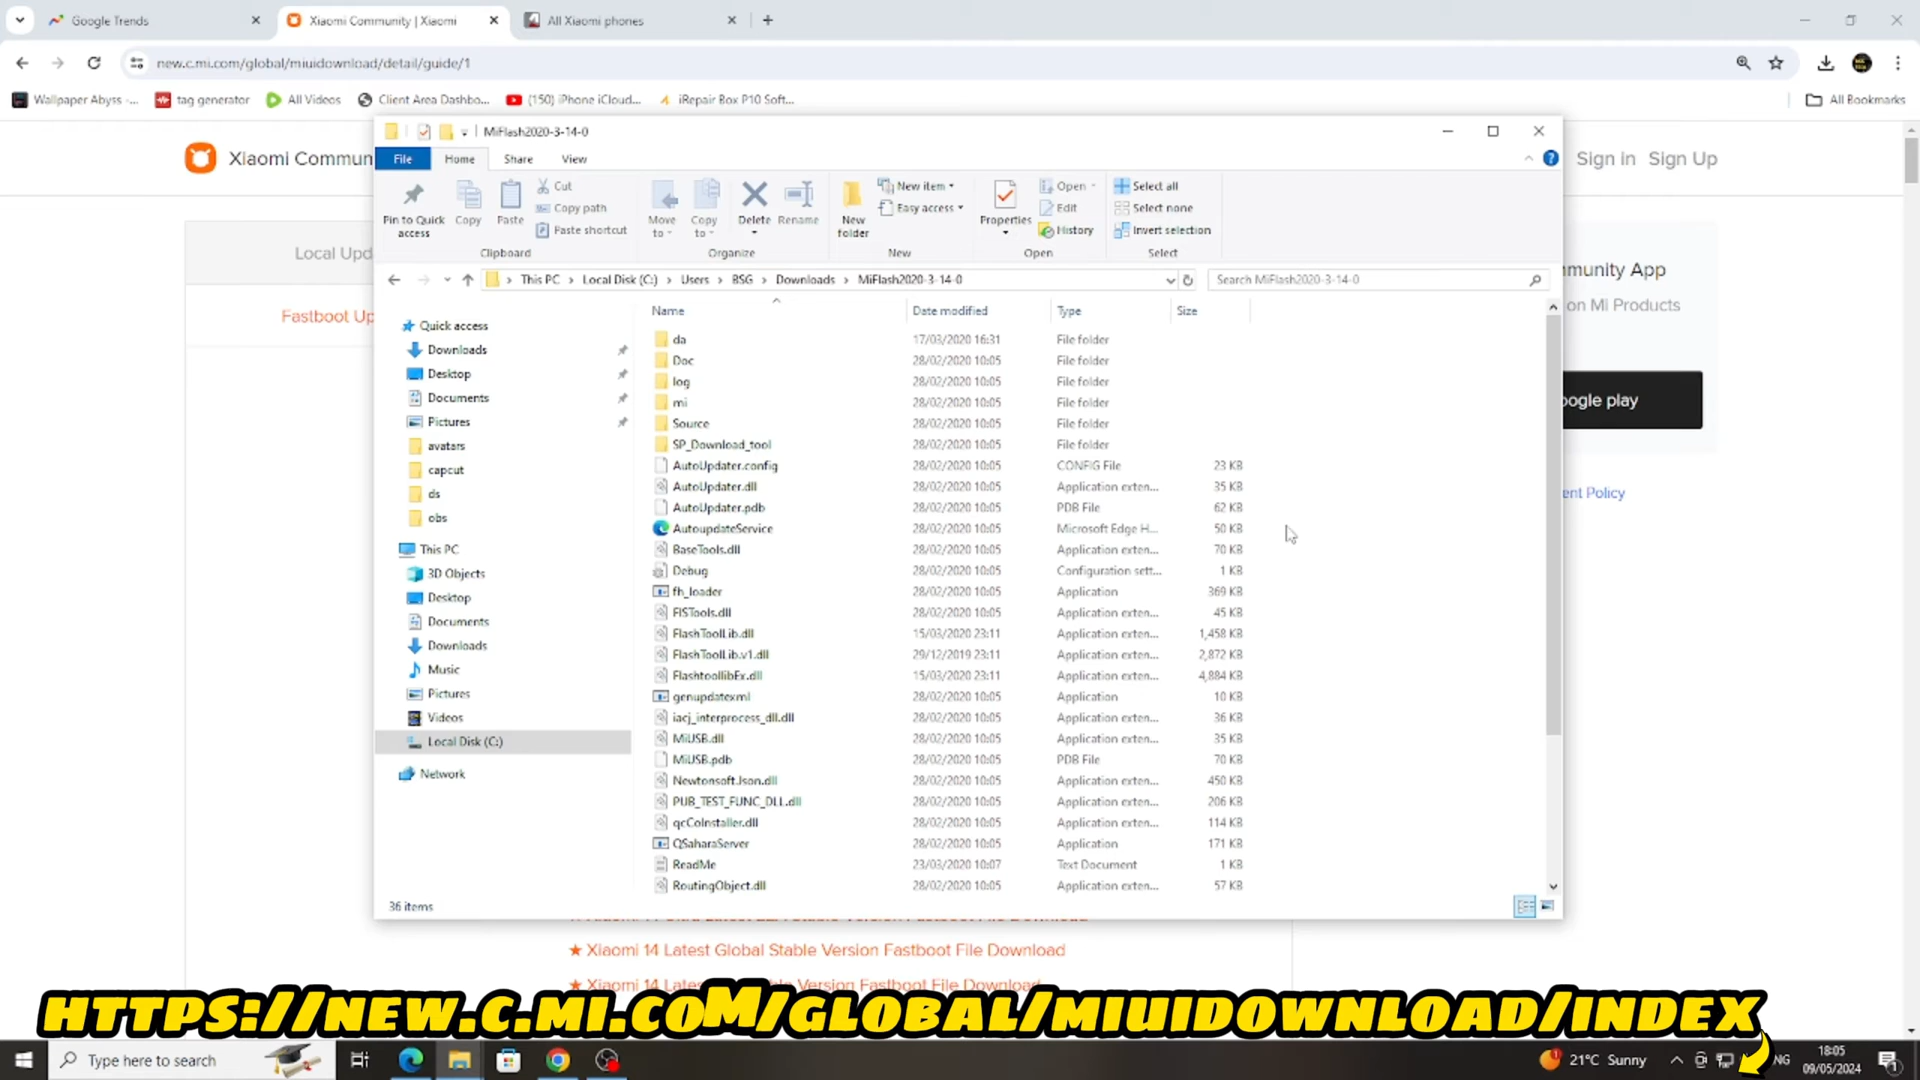 Google Trends
Xiaomi Community | Xiaomi
All Xiaomi phones
new.c.mi.com/global/miuidownload/detail/guide/1
Wallpaper Abyss -...
tag generator
All Videos
Client Area Dashbo...
(150) iPhone iCloud...
iRepair Box P10 Soft...
All Bookmarks
Xiaomi Commun
Sign in
Sign Up
MiFlash2020-3-14-0
File
Home
Share
View
Pin to Quick access
Copy
Paste
Cut
Copy path
Paste shortcut
Clipboard
Move to
Copy to
Delete
Rename
Organize
New folder
New item
Easy access
New
Properties
Open
Edit
History
Open
Select all
Select none
Invert selection
Select
Local Upd
Fastboot Up
munity App
on Mi Products
oogle play
ent Policy
This PC > Local Disk (C:) > Users > BSG > Downloads > MiFlash2020-3-14-0
Search MiFlash2020-3-14-0
Quick access
Downloads
Desktop
Documents
Pictures
avatars
capcut
ds
obs
This PC
3D Objects
Desktop
Documents
Downloads
Music
Pictures
Videos
Local Disk (C:)
Network
Name Date modified Type Size
da 17/03/2020 16:31 File folder
Doc 28/02/2020 10:05 File folder
log 28/02/2020 10:05 File folder
mi 28/02/2020 10:05 File folder
Source 28/02/2020 10:05 File folder
SP_Download_tool 28/02/2020 10:05 File folder
AutoUpdater.config 28/02/2020 10:05 CONFIG File 23 KB
AutoUpdater.dll 28/02/2020 10:05 Application exten... 35 KB
AutoUpdater.pdb 28/02/2020 10:05 PDB File 62 KB
AutoupdateService 28/02/2020 10:05 Microsoft Edge H... 50 KB
BaseTools.dll 28/02/2020 10:05 Application exten... 70 KB
Debug 28/02/2020 10:05 Configuration sett... 1 KB
fh_loader 28/02/2020 10:05 Application 369 KB
FISTools.dll 28/02/2020 10:05 Application exten... 45 KB
FlashToolLib.dll 15/03/2020 23:11 Application exten... 1,458 KB
FlashToolLib.v1.dll 29/12/2019 23:11 Application exten... 2,872 KB
FlashtoollibEx.dll 15/03/2020 23:11 Application exten... 4,884 KB
genupdatexml 28/02/2020 10:05 Application 10 KB
iacj_interprocess_dll.dll 28/02/2020 10:05 Application exten... 36 KB
MiUSB.dll 28/02/2020 10:05 Application exten... 35 KB
MiUSB.pdb 28/02/2020 10:05 PDB File 70 KB
Newtonsoft.Json.dll 28/02/2020 10:05 Application exten... 450 KB
PUB_TEST_FUNC_DLL.dll 28/02/2020 10:05 Application exten... 206 KB
qcCoInstaller.dll 28/02/2020 10:05 Application exten... 114 KB
QSaharaServer 28/02/2020 10:05 Application 171 KB
ReadMe 23/03/2020 10:07 Text Document 1 KB
RoutingObject.dll 28/02/2020 10:05 Application exten... 57 KB
36 items
★ Xiaomi 14 Latest Global Stable Version Fastboot File Download
HTTPS://NEW.C.MI.COM/GLOBAL/MIUIDOWNLOAD/INDEX
Type here to search
21°C Sunny
18:05
09/05/2024
1